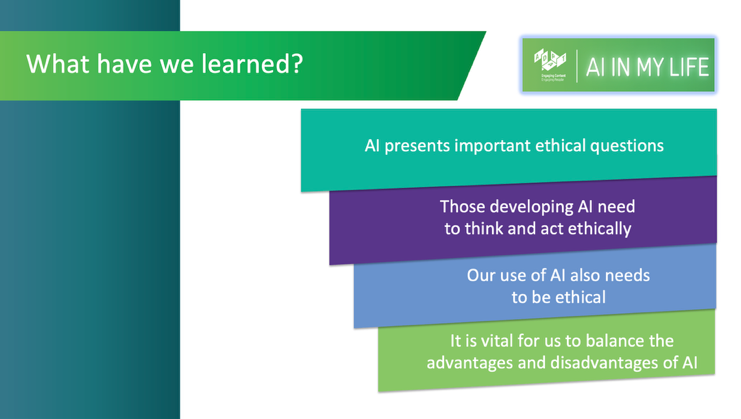 What have we learned?
AI IN MY LIFE
AI presents important ethical questions
Those developing AI need
to think and act ethically
Our use of AI also needs
to be ethical
It is vital for us to balance the
advantages and disadvantages of AI